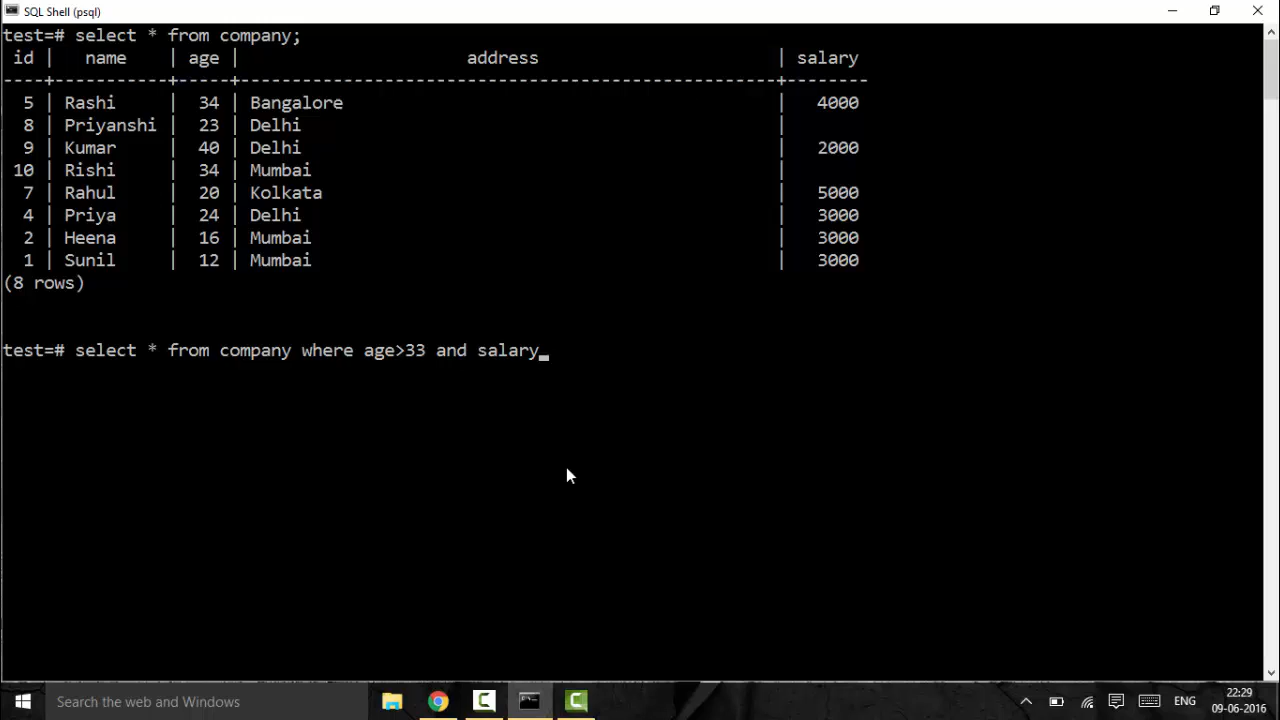 SQL Shell (psql)
test=# select * from company;
 id |   name    | age |                      address                       | salary
----+-----------+-----+----------------------------------------------------+--------
  5 | Rashi     |  34 | Bangalore                                          |   4000
  8 | Priyanshi |  23 | Delhi                                              |
  9 | Kumar     |  40 | Delhi                                              |   2000
 10 | Rishi     |  34 | Mumbai                                             |
  7 | Rahul     |  20 | Kolkata                                            |   5000
  4 | Priya     |  24 | Delhi                                              |   3000
  2 | Heena     |  16 | Mumbai                                             |   3000
  1 | Sunil     |  12 | Mumbai                                             |   3000
(8 rows)
test=# select * from company where age>33 and salary_
Search the web and Windows
ENG
22:29
09-06-2016